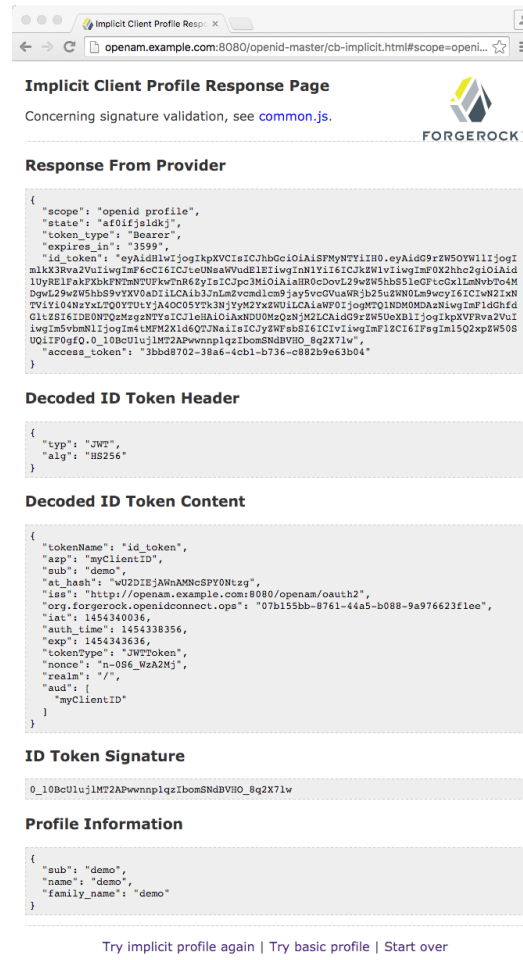 Implicit Client Profile Respo
openam.example.com:8080/openid-master/cb-implicit.html#scope=openi...
Implicit Client Profile Response Page
Concerning signature validation, see common.js.
FORGEROCK
Response From Provider
{
"scope": "openid profile",
"state": "af0ifjsldkj",
"token_type": "Bearer",
"expires_in": "3599",
"id_token":
"access_token": "3bbd8702-38a6-4cb1-b736-c882b9e63b04"
}
Decoded ID Token Header
{
"typ": "JWT",
"alg": "HS256"
}
Decoded ID Token Content
{
"tokenName": "id_token",
"azp": "myClientID",
"sub": "demo",
"at_hash": "wU2DIEjAWnAMNcSPY0Ntzg",
"iss": "http://openam.example.com:8080/openam/oauth2",
"org.forgerock.openidconnect.ops": "07b155bb-8761-44a5-b088-9a976623f1ee",
"iat": 1454340036,
"auth_time": 1454338356,
"exp": 1454343636,
"tokenType": "JWTToken",
"nonce": "n-0S6_WzA2Mj",
"realm": "/",
"aud": [
"myClientID"
]
}
ID Token Signature
0_10BcU1ujlMT2APwwnnplqzIbomSNdBVHO_8q2X7lw
Profile Information
{
"sub": "demo",
"name": "demo",
"family_name": "demo"
}
Try implicit profile again | Try basic profile | Start over